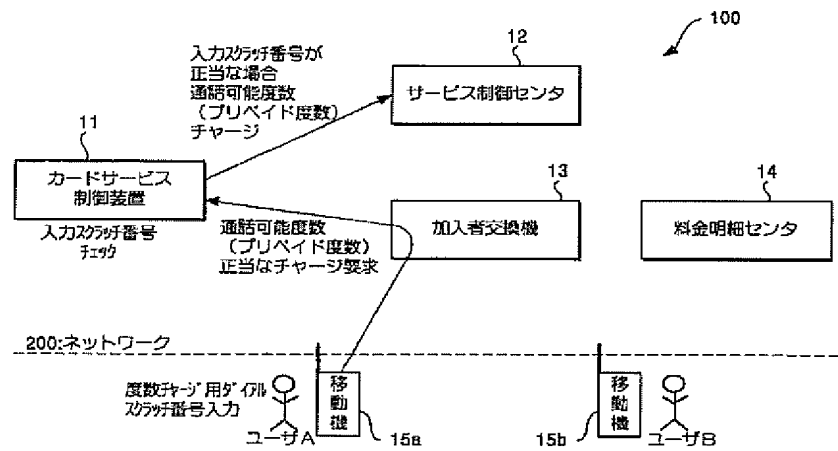 100
入力スクラッチ番号が
正当な場合
通話可能度数
（プリペイド度数）
チャージ
12
サービス制御センタ
11
カードサービス
制御装置
入力スクラッチ番号
チェック
通話可能度数
（プリペイド度数）
正当なチャージ要求
13
加入者交換機
14
料金明細センタ
200:ネットワーク
度数チャージ用ダイアル
スクラッチ番号入力
ユーザA
移動機
15a
15b
移動機
ユーザB